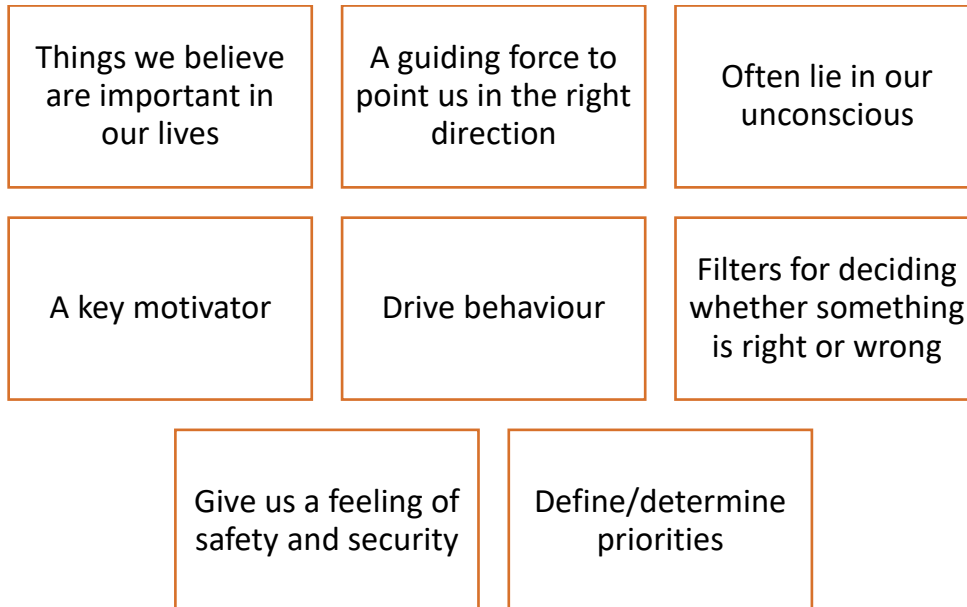 Things we believe
are important in
our lives
A guiding force to
point us in the right
direction
Often lie in our
unconscious
A key motivator
Drive behaviour
Filters for deciding
whether something
is right or wrong
Give us a feeling of
safety and security
Define/determine
priorities